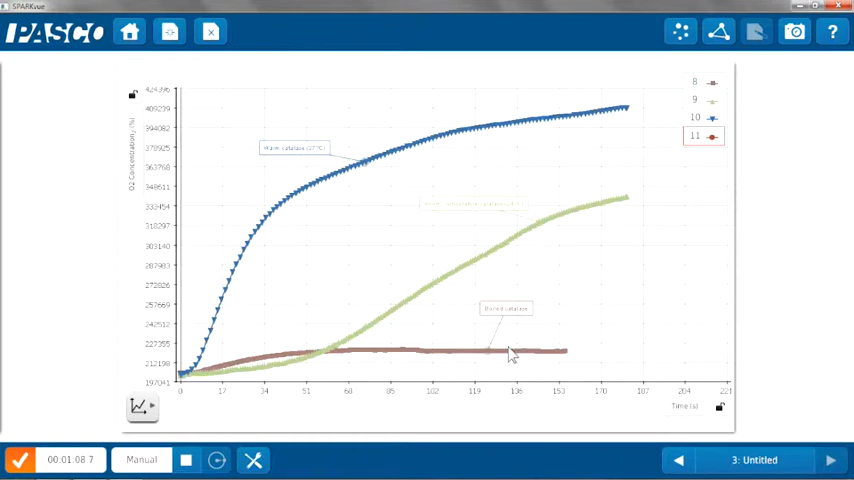 SPARKvue
PASCO
?
424396
409239
394082
378925
363768
348511
333454
318297
303140
287983
272826
257669
242512
227355
212198
197041
O2 Concentration₂ (%)
0 17 34 51 68 85 102 119 136 153 170 187 204 221
Time (s)
8
9
10
11
Warm catalase (37°C)
Boiled catalase
00:01:08.7
Manual
3: Untitled